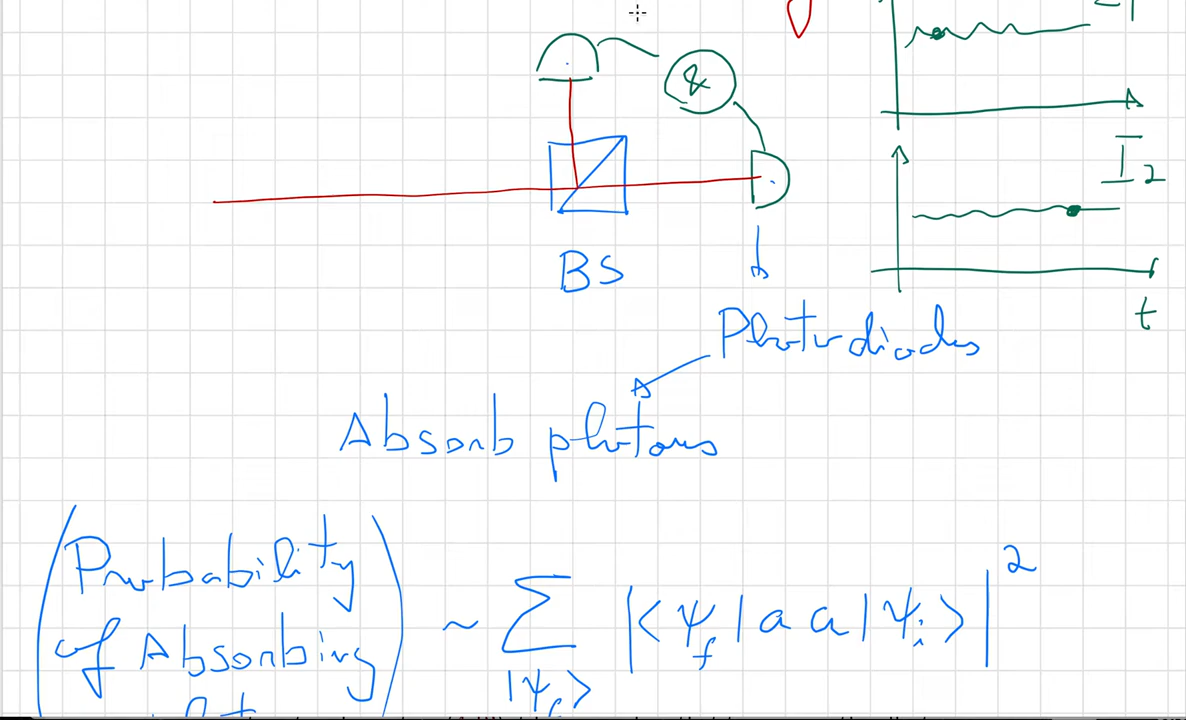 &
I₂
t
BS
Photodiodes
Absorb photons
(Probability
of Absorbing
~ Σ |⟨ψf| a a |ψi⟩|²
|ψf⟩